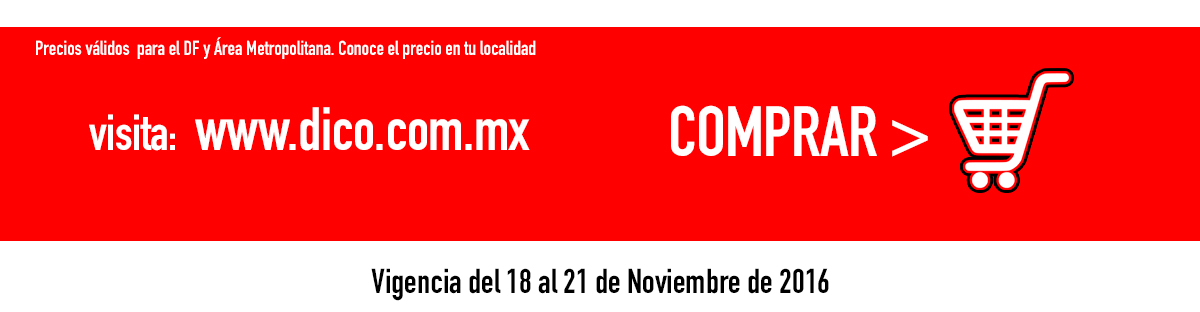 Precios válidos para el DF y Área Metropolitana. Conoce el precio en tu localidad
visita: www.dico.com.mx
COMPRAR >
Vigencia del 18 al 21 de Noviembre de 2016